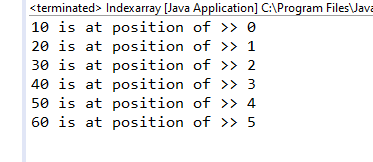 <terminated> Indexarray [Java Application] C:\Program Files\Java
10 is at position of >> 0
20 is at position of >> 1
30 is at position of >> 2
40 is at position of >> 3
50 is at position of >> 4
60 is at position of >> 5